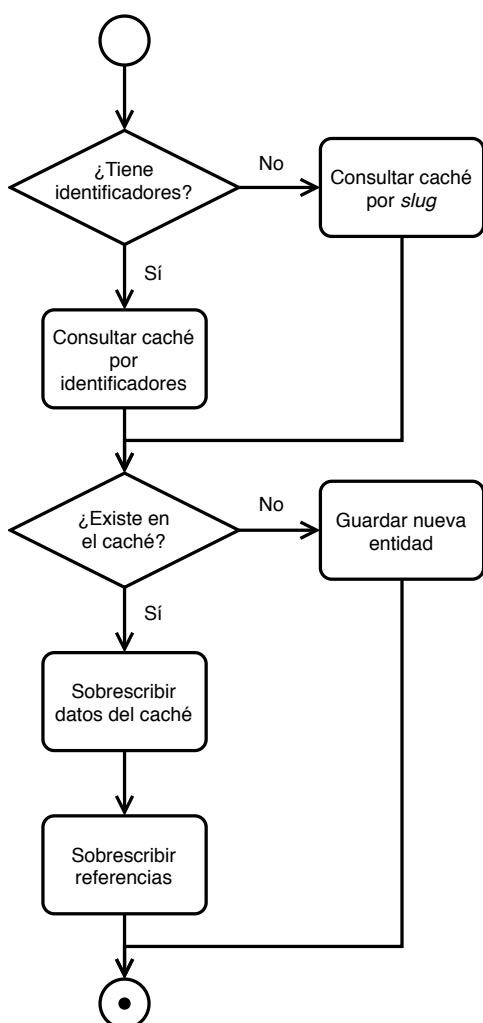 ¿Tiene
identificadores?
No
Consultar caché
por slug
Sí
Consultar caché
por
identificadores
¿Existe en
el caché?
No
Guardar nueva
entidad
Sí
Sobrescribir
datos del caché
Sobrescribir
referencias